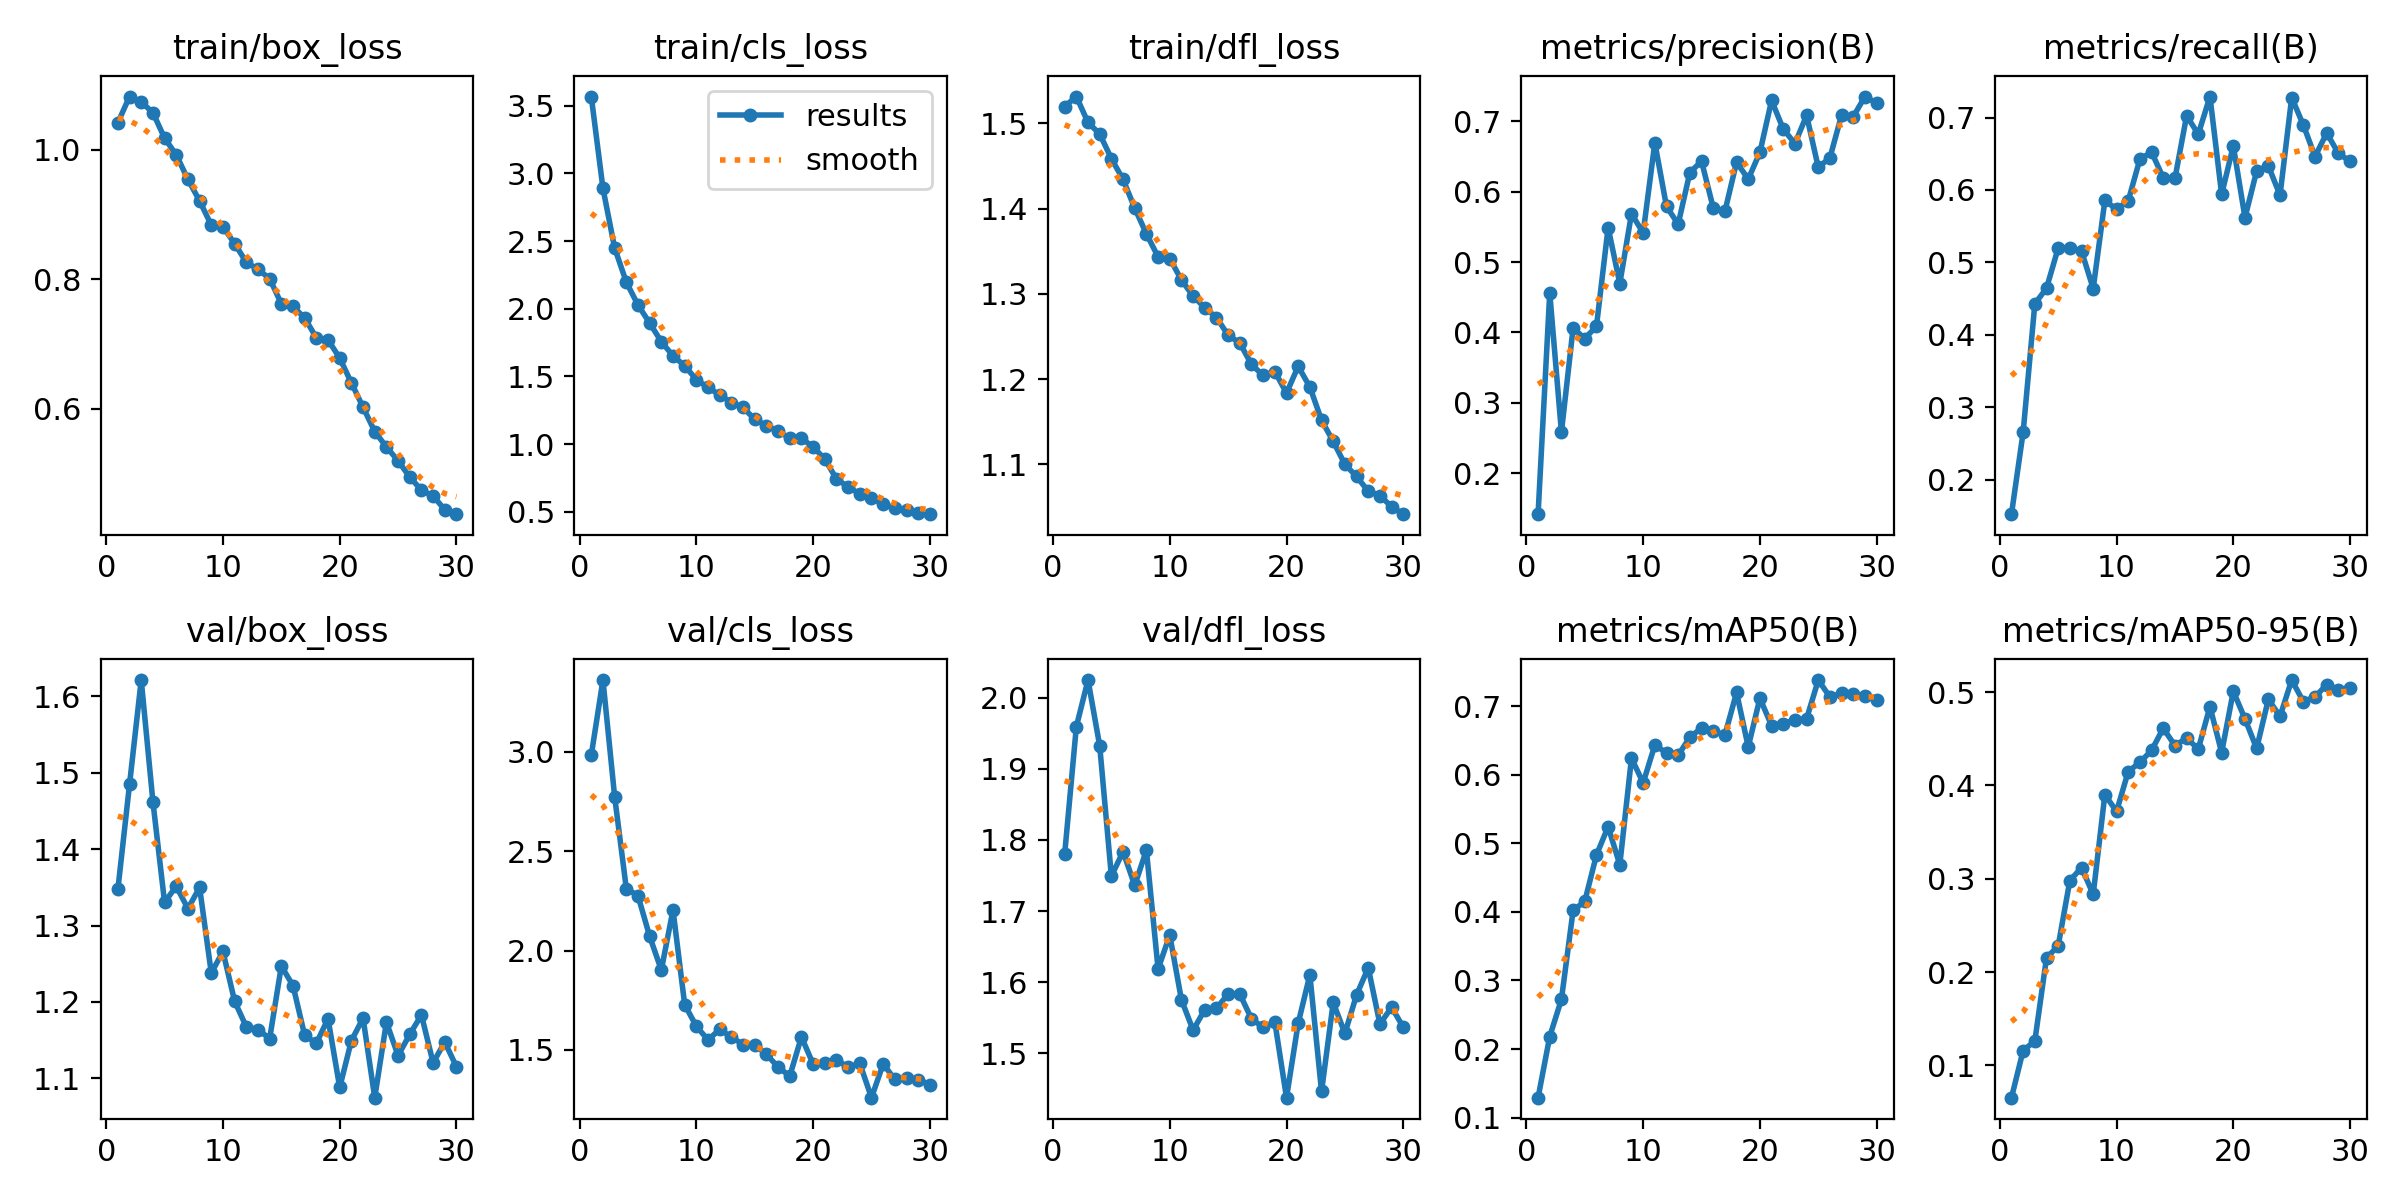 train/box_loss
1.0
0.8
0.6
0 10 20 30
train/cls_loss
3.5
3.0
2.5
2.0
1.5
1.0
0.5
0 10 20 30
results
smooth
train/dfl_loss
1.5
1.4
1.3
1.2
1.1
0 10 20 30
metrics/precision(B)
0.7
0.6
0.5
0.4
0.3
0.2
0 10 20 30
metrics/recall(B)
0.7
0.6
0.5
0.4
0.3
0.2
0 10 20 30
val/box_loss
1.6
1.5
1.4
1.3
1.2
1.1
0 10 20 30
val/cls_loss
3.0
2.5
2.0
1.5
0 10 20 30
val/dfl_loss
2.0
1.9
1.8
1.7
1.6
1.5
0 10 20 30
metrics/mAP50(B)
0.7
0.6
0.5
0.4
0.3
0.2
0.1
0 10 20 30
metrics/mAP50-95(B)
0.5
0.4
0.3
0.2
0.1
0 10 20 30